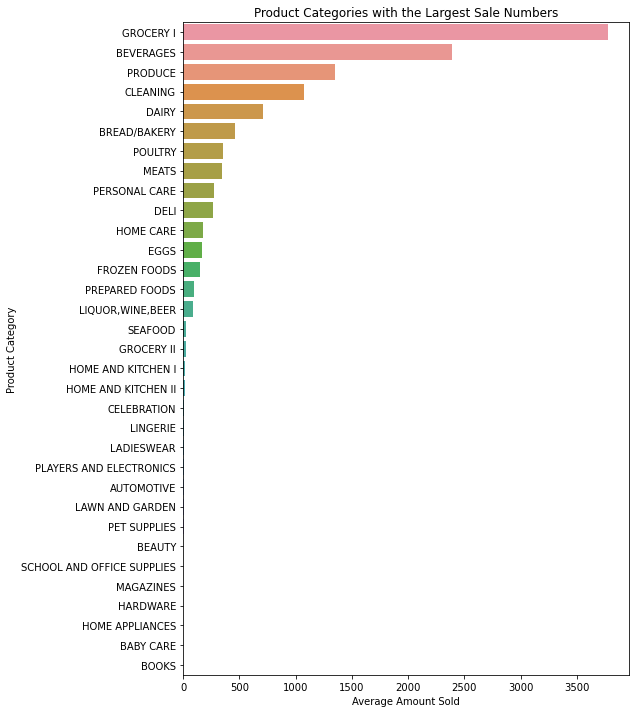 Product Categories with the Largest Sale Numbers
GROCERY I
BEVERAGES
PRODUCE
CLEANING
DAIRY
BREAD/BAKERY
POULTRY
MEATS
PERSONAL CARE
DELI
HOME CARE
EGGS
FROZEN FOODS
PREPARED FOODS
LIQUOR,WINE,BEER
SEAFOOD
GROCERY II
HOME AND KITCHEN I
HOME AND KITCHEN II
CELEBRATION
LINGERIE
LADIESWEAR
PLAYERS AND ELECTRONICS
AUTOMOTIVE
LAWN AND GARDEN
PET SUPPLIES
BEAUTY
SCHOOL AND OFFICE SUPPLIES
MAGAZINES
HARDWARE
HOME APPLIANCES
BABY CARE
BOOKS
Product Category
0 500 1000 1500 2000 2500 3000 3500
Average Amount Sold